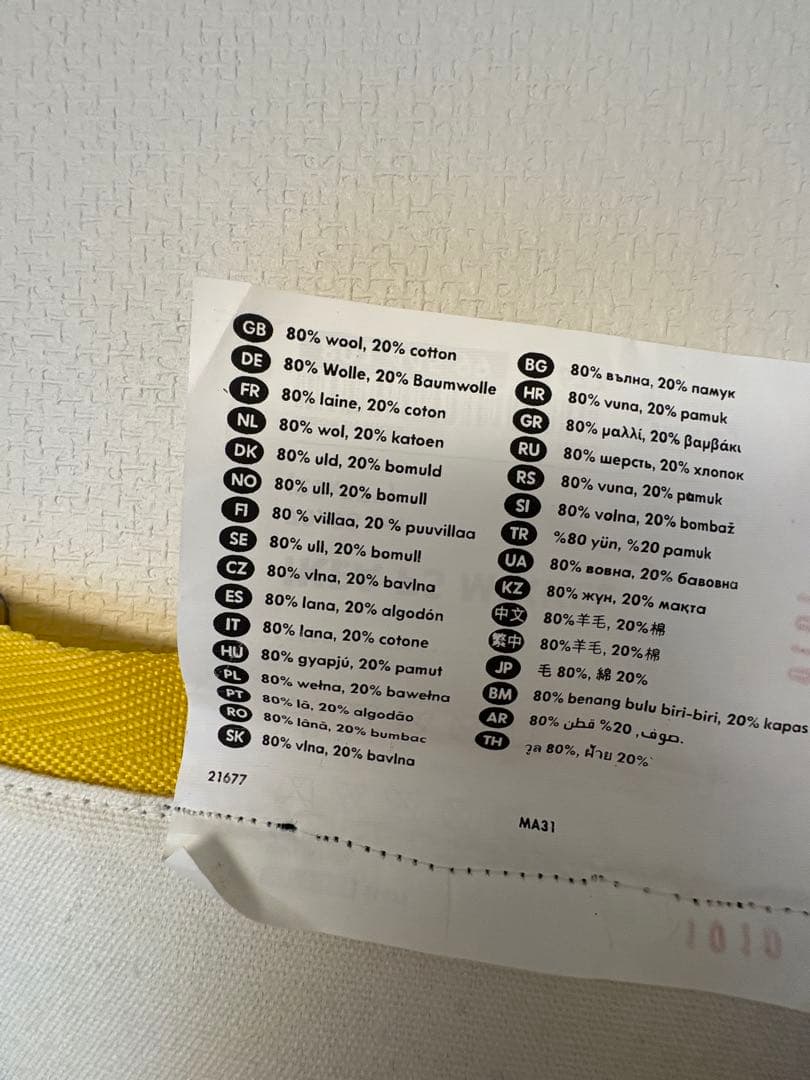 GB 80% wool, 20% cotton
DE 80% Wolle, 20% Baumwolle
FR 80% laine, 20% coton
NL 80% wol, 20% katoen
DK 80% uld, 20% bomuld
NO 80% ull, 20% bomull
FI 80 % villaa, 20 % puuvillaa
SE 80% ull, 20% bomull
CZ 80% vlna, 20% bavlna
ES 80% lana, 20% algodón
IT 80% lana, 20% cotone
HU 80% gyapjú, 20% pamut
PL 80% wełna, 20% bawełna
PT 80% lã, 20% algodão
RO 80% lână, 20% bumbac
SK 80% vlna, 20% bavlna
21677
BG 80% вълна, 20% памук
HR 80% vuna, 20% pamuk
GR 80% μαλλί, 20% βαμβάκι
RU 80% шерсть, 20% хлопок
RS 80% vuna, 20% pamuk
SI 80% volna, 20% bombaž
TR %80 yün, %20 pamuk
UA 80% вовна, 20% бавовна
KZ 80% жүн, 20% мақта
中文 80%羊毛, 20%棉
繁中 80%羊毛, 20%棉
JP 毛 80%, 綿 20%
BM 80% benang bulu biri-biri, 20% kapas
AR 80% صوف, 20% قطن.
TH วูล 80%, ฝ้าย 20%
MA31
1010